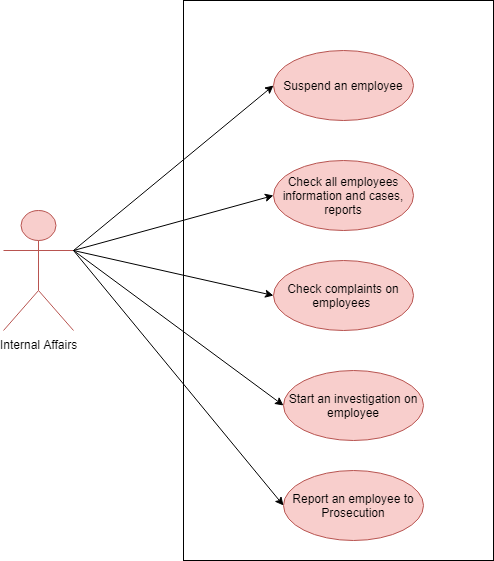 Suspend an employee
Check all employees
information and cases,
reports
Check complaints on
employees
Internal Affairs
Start an investigation on
employee
Report an employee to
Prosecution